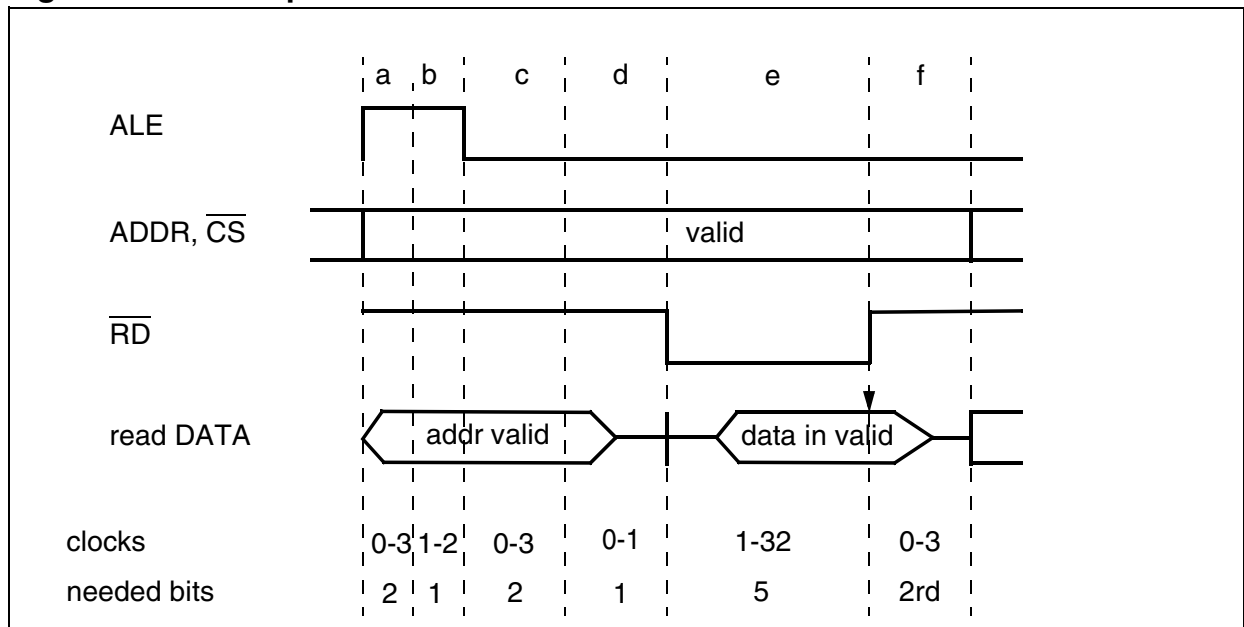 a b c d e f
ALE
ADDR, CS
valid
RD
read DATA
addr valid
data in valid
clocks 0-3 1-2 0-3 0-1 1-32 0-3
needed bits 2 1 2 1 5 2rd